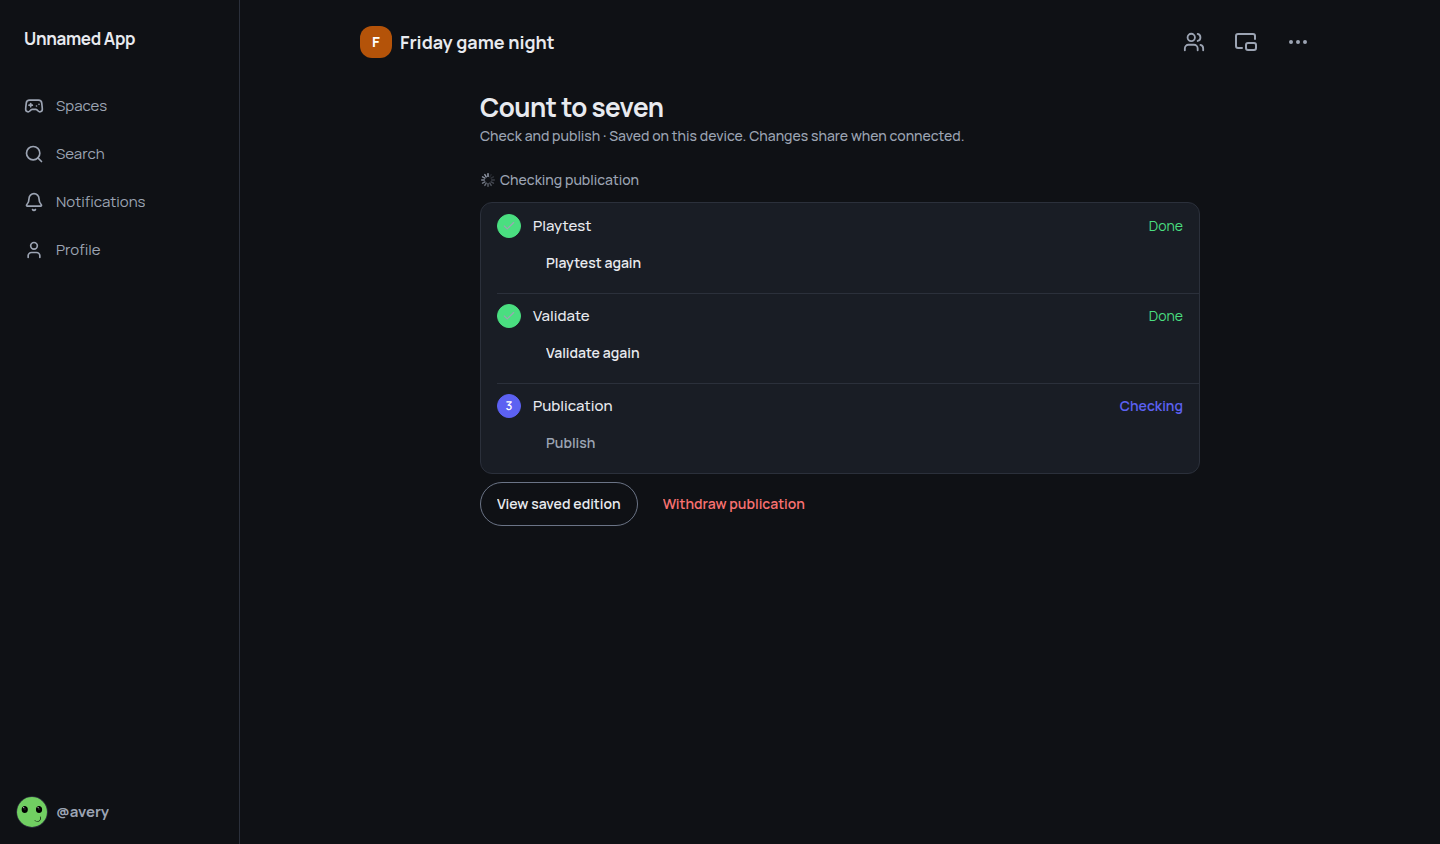 Unnamed App
Spaces
Search
Notifications
Profile
@avery
F
Friday game night
Count to seven
Check and publish · Saved on this device. Changes share when connected.
Checking publication
Playtest
Done
Playtest again
Validate
Done
Validate again
3
Publication
Checking
Publish
View saved edition
Withdraw publication